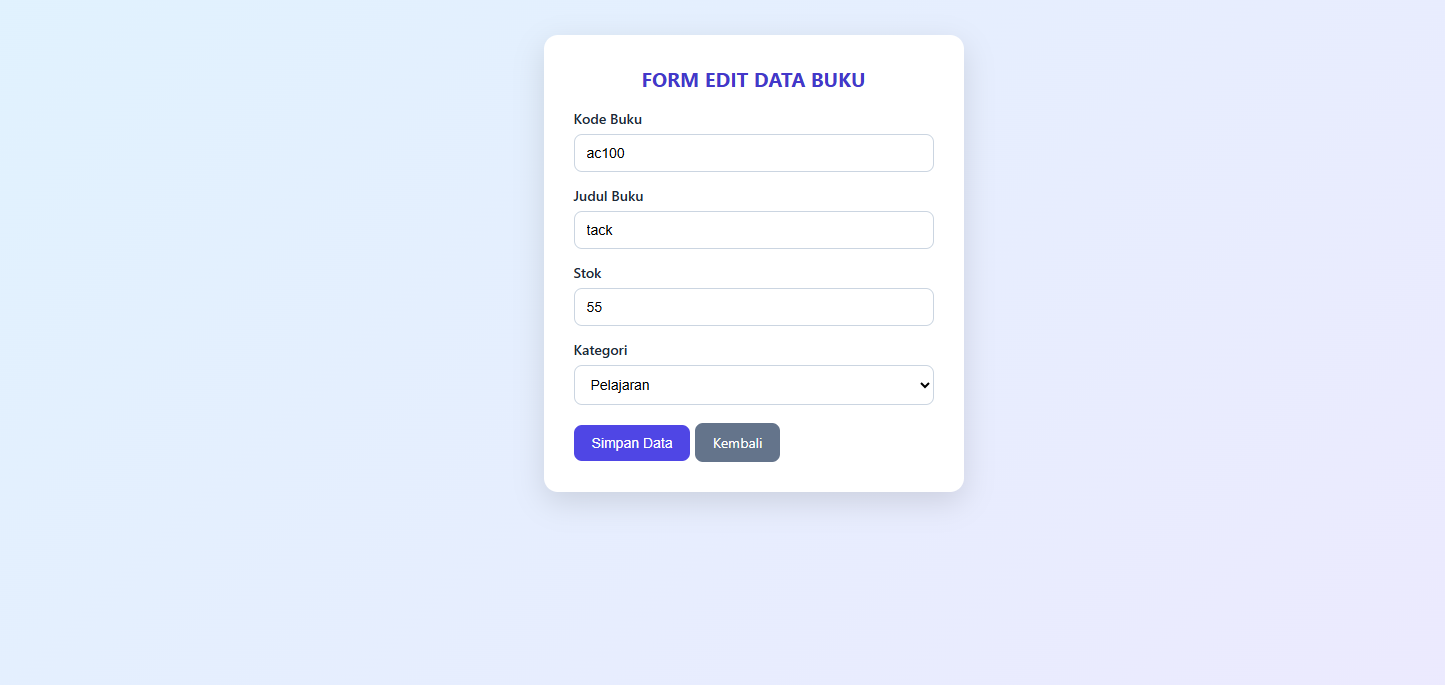 FORM EDIT DATA BUKU
Kode Buku
ac100
Judul Buku
tack
Stok
55
Kategori
Pelajaran
Simpan Data Kembali